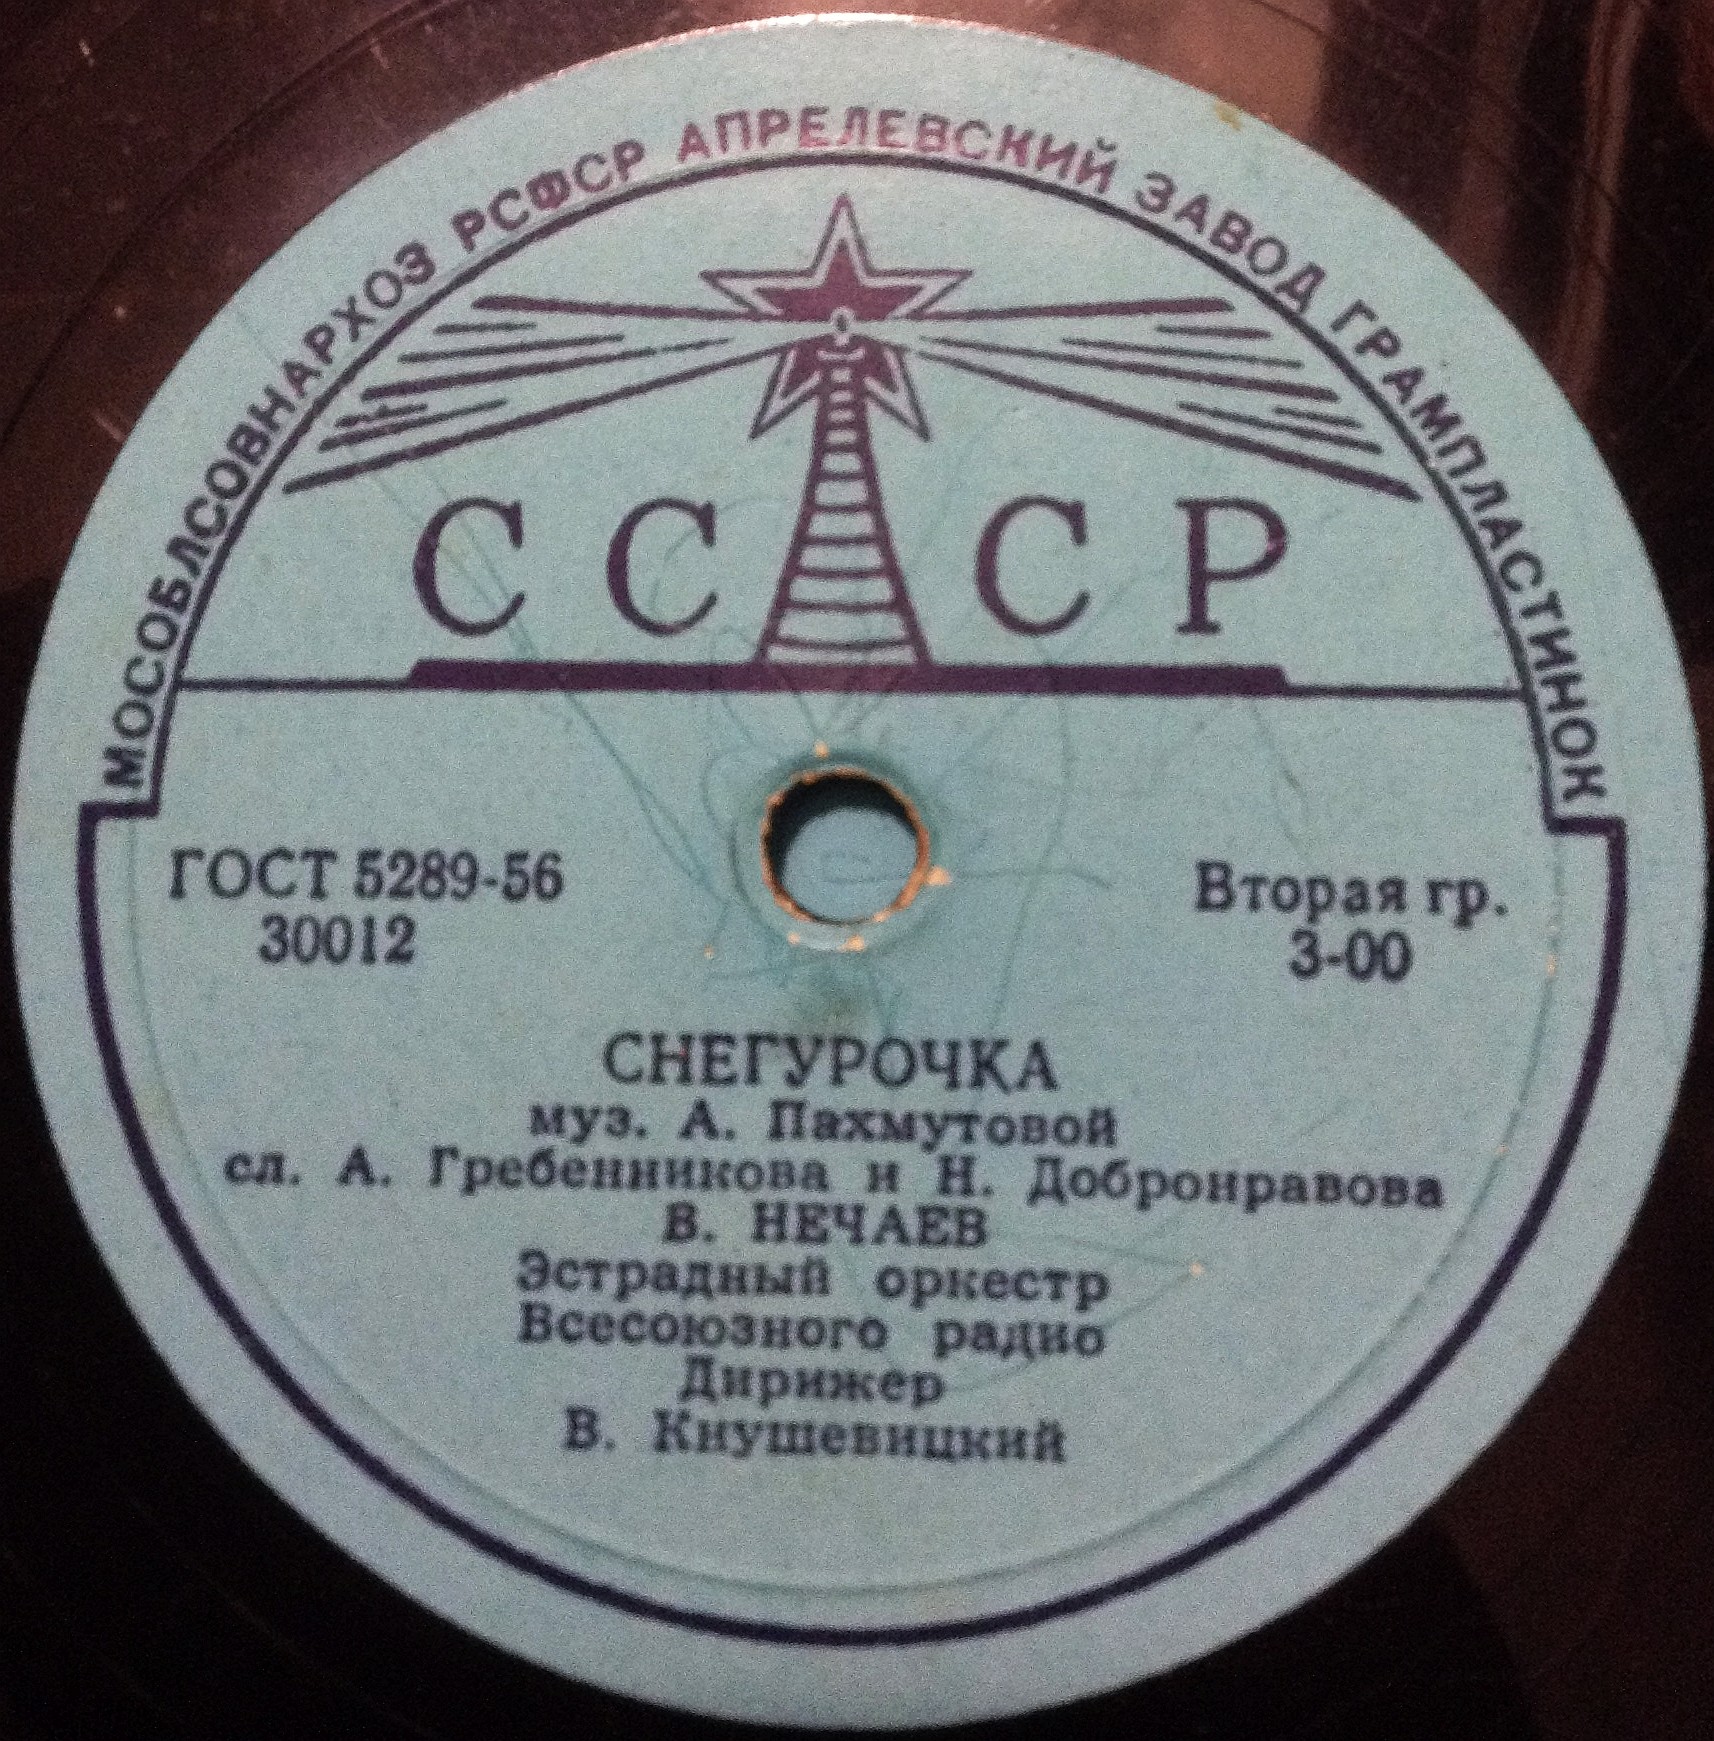 МОСОБЛСОВНАРХОЗ РСФСР АПРЕЛЕВСКИЙ ЗАВОД ГРАМПЛАСТИНОК
СССР
ГОСТ 5289-56
30012
Вторая гр.
3-00
СНЕГУРОЧКА
муз. А. Пахмутовой
сл. А. Гребенникова и Н. Добронравова
В. НЕЧАЕВ
Эстрадный оркестр
Всесоюзного радио
Дирижер
В. Кнушевицкий